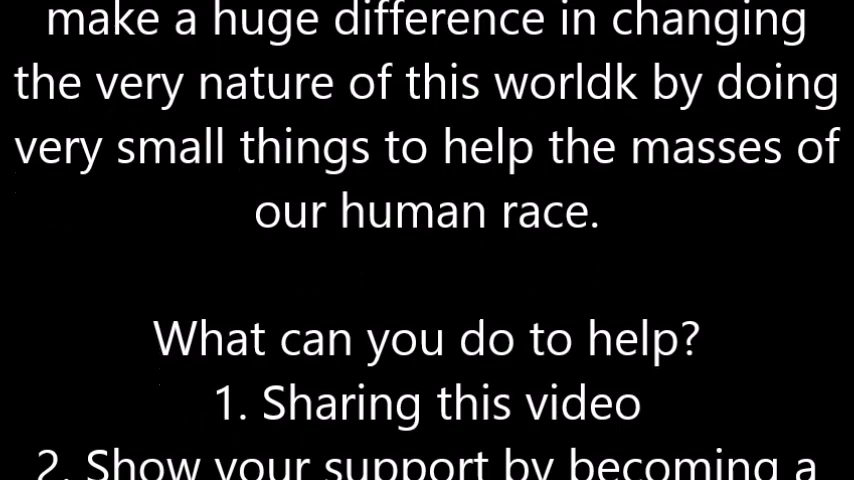 make a huge difference in changing
the very nature of this worldk by doing
very small things to help the masses of
our human race.
What can you do to help?
1. Sharing this video
2. Show your support by becoming a